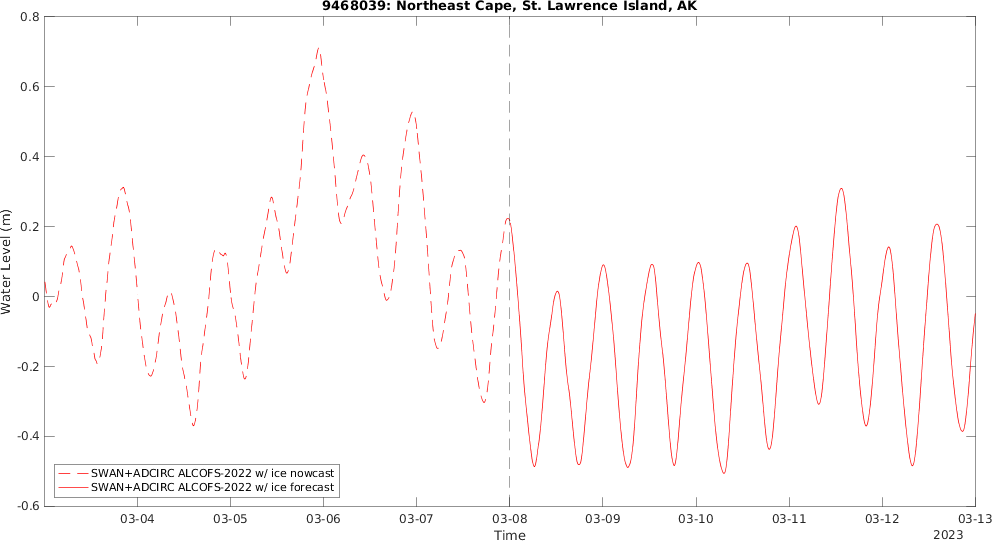 9468039: Northeast Cape, St. Lawrence Island, AK
0.8
0.6
0.4
0.2
0
-0.2
-0.4
-0.6
Water Level (m)
SWAN+ADCIRC ALCOFS-2022 w/ ice nowcast
SWAN+ADCIRC ALCOFS-2022 w/ ice forecast
03-04 03-05 03-06 03-07 03-08 03-09 03-10 03-11 03-12 03-13
Time
2023